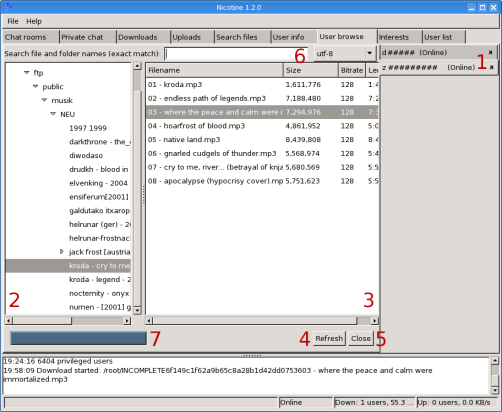 Nicotine 1.2.0
File Help
Chat rooms Private chat Downloads Uploads Search files User info User browse Interests User list
Search file and folder names (exact match): 6 utf-8
d ##### (Online)
z ######### (Online) 1
ftp
public
musik
NEU
1997 1999
darkthrone - the_
diwodaso
drudkh - blood in
elvenking - 2004
ensiferum[2001]
galdutako itxarop
helrunar (ger) - 20
helrunar-frostnac
jack frost [austria
kroda - cry to me
kroda - legend - 2
nocternity - onyx
numen - [2001] g
2
Filename Size Bitrate Len
01 - kroda.mp3 1,611,776 128 1:4
02 - endless path of legends.mp3 7,188,480 128 7:2
03 - where the peace and calm were i 7,294,976 128 7:3
04 - hoarfrost of blood.mp3 4,861,952 128 5:0
05 - native land.mp3 8,439,808 128 8:4
06 - gnarled cudgels of thunder.mp3 5,568,974 128 5:4
07 - cry to me, river... (betrayal of knja 5,680,569 128 5:5
08 - apocalypse (hypocrisy cover).mp 5,751,623 128 5:5
3
7 4 Refresh Close 5
19:24:16 6404 privileged users
19:58:09 Download started: /root/INCOMPLETE6f149c1f62a9b65c8a28b1d42dd0753603 - where the peace and calm were
immortalized.mp3
Online Down: 1 users, 55.3 ... Up: 0 users, 0.0 KB/s